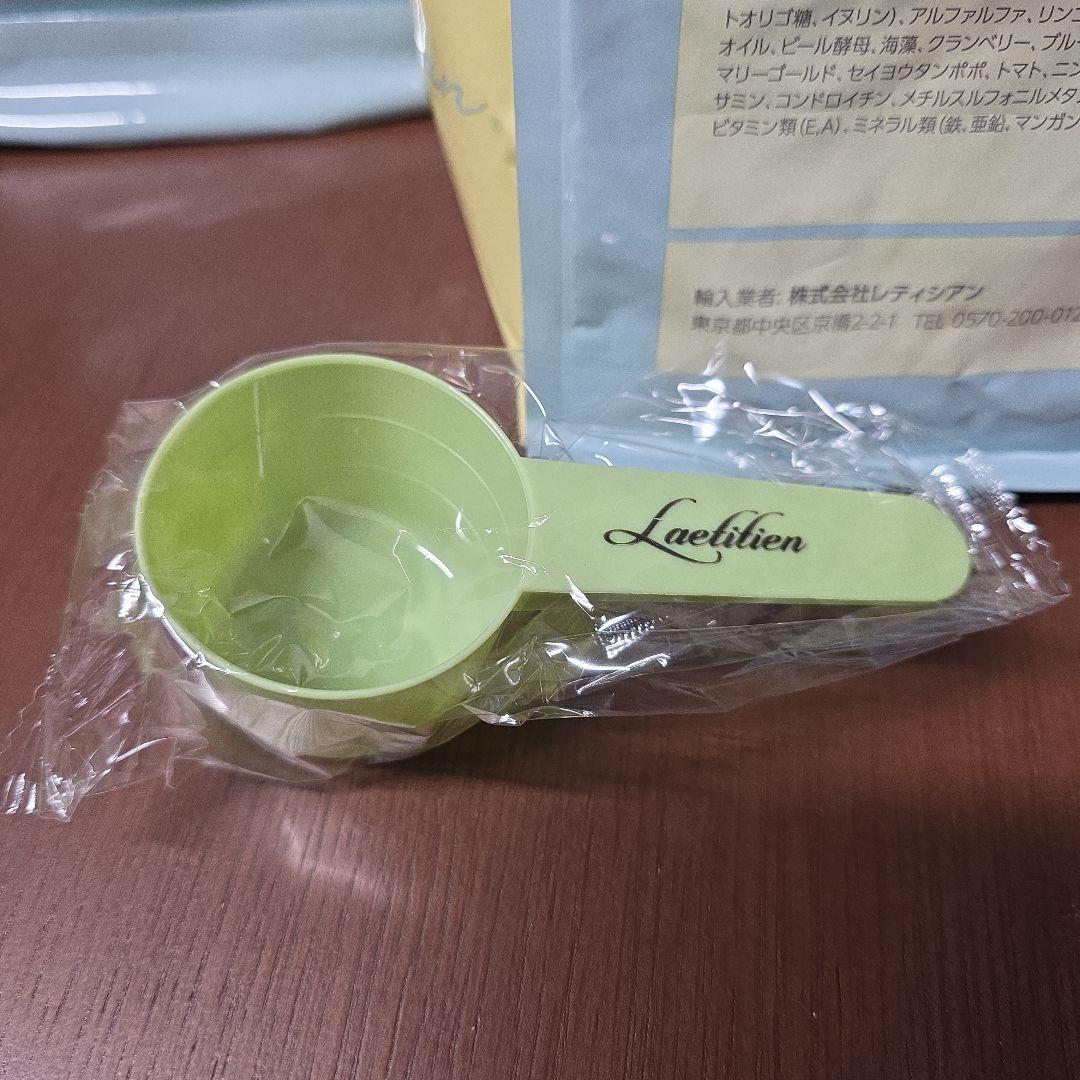 トオリゴ糖、イヌリン)、アルファルファ、リンゴ
オイル、ビール酵母、海藻、クランベリー、ブルー
マリーゴールド、セイヨウタンポポ、トマト、ニン
サミン、コンドロイチン、メチルスルフォニルメタ
ビタミン類(E,A)、ミネラル類(鉄、亜鉛、マンガン
輸入業者: 株式会社レティシアン
東京都中央区京橋2-2-1 TEL 0570-200-012
Laetitien